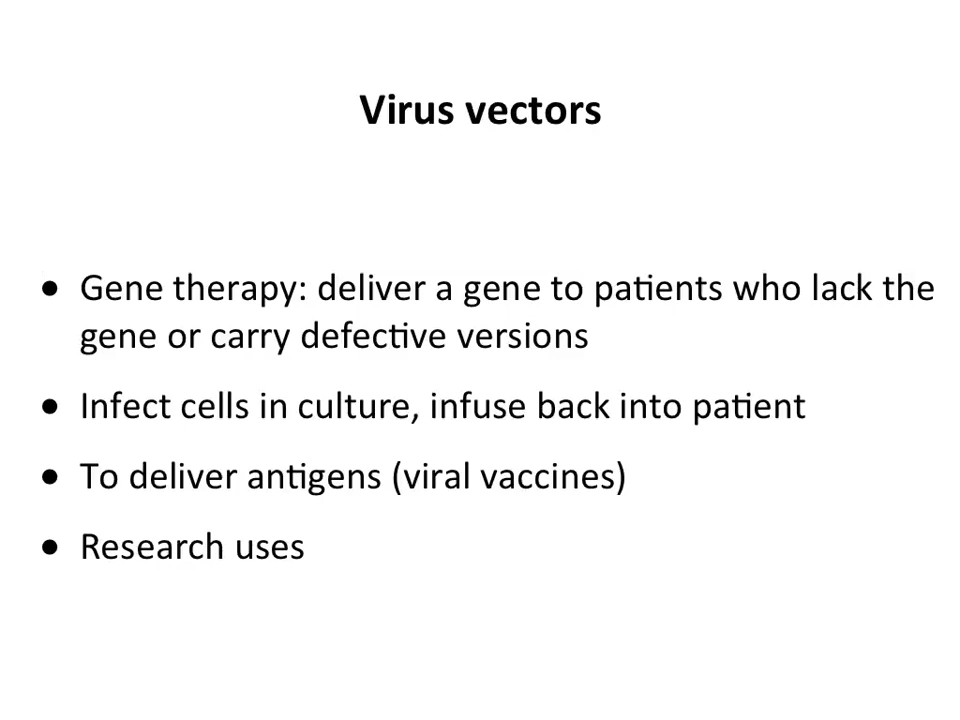 Virus vectors
• Gene therapy: deliver a gene to patients who lack the
gene or carry defective versions
• Infect cells in culture, infuse back into patient
• To deliver antigens (viral vaccines)
• Research uses